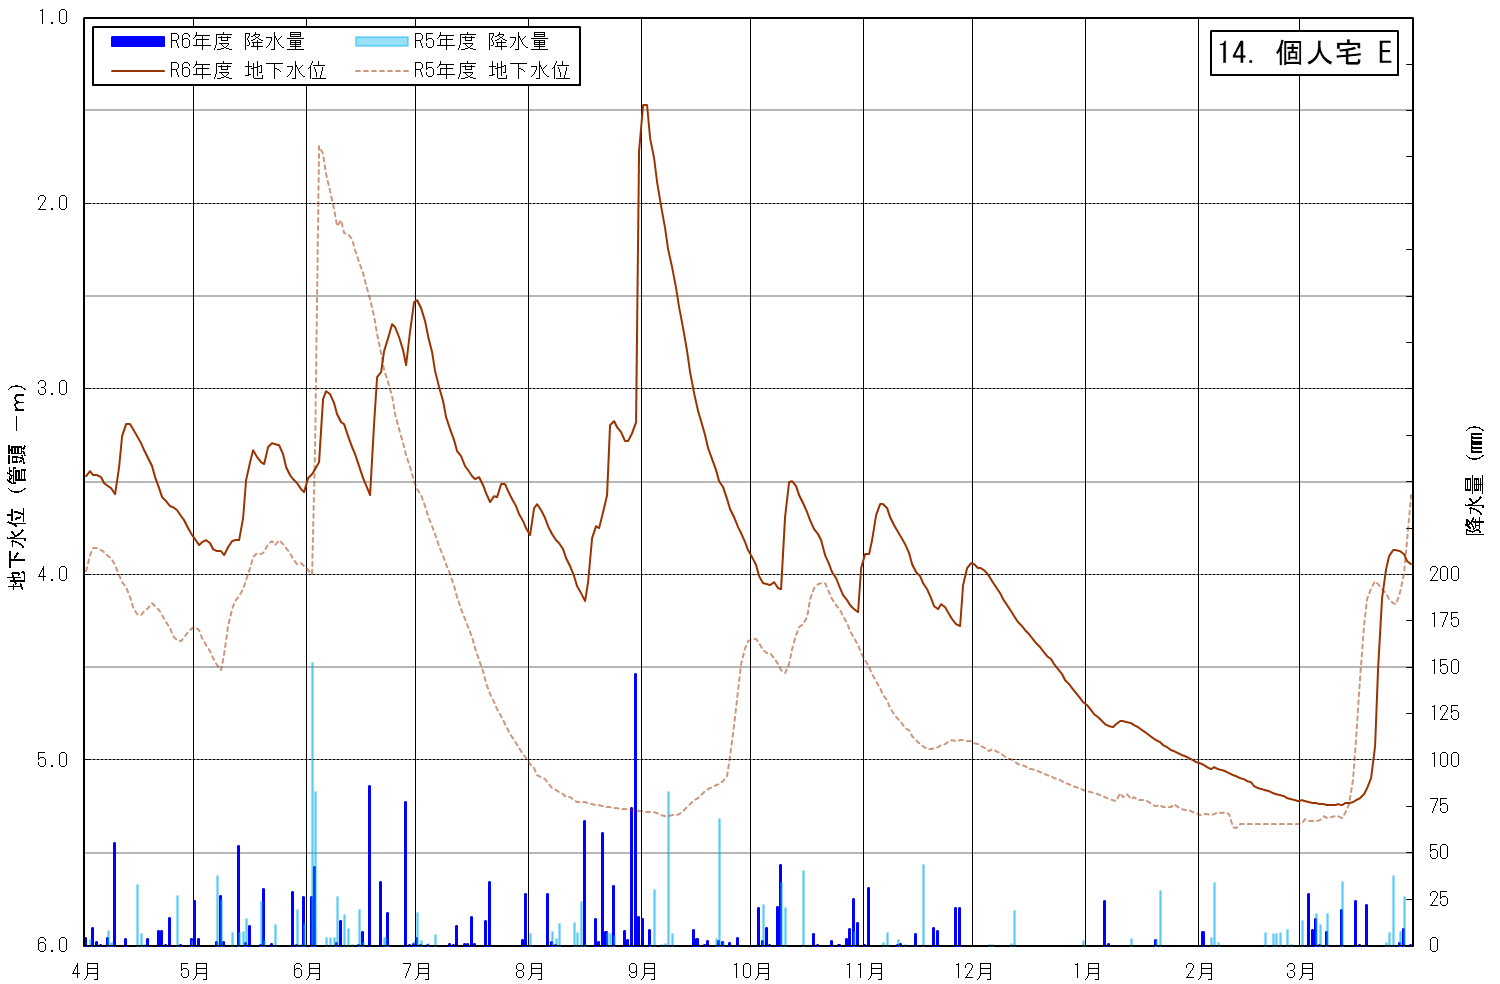 R6年度 降水量 R5年度 降水量
R6年度 地下水位 R5年度 地下水位
14. 個人宅 E
地下水位 (管頭 －m)
1.0
2.0
3.0
4.0
5.0
6.0
降水量 (㎜)
200
175
150
125
100
75
50
25
0
4月 5月 6月 7月 8月 9月 10月 11月 12月 1月 2月 3月